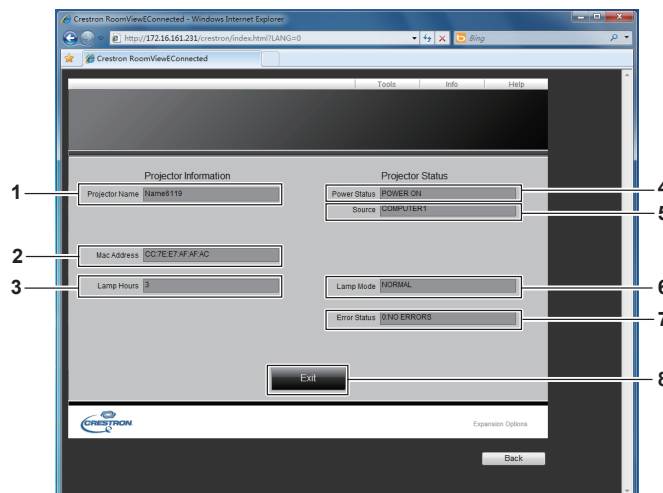 Crestron RoomViewEConnected - Windows Internet Explorer
http://172.16.161.231/crestron/index.html?LANG=0
Bing
Crestron RoomViewEConnected
Tools Info Help
Projector Information Projector Status
1 Projector Name Name6119 Power Status POWER ON 4
Source COMPUTER1 5
2 Mac Address CC:7E:E7:AF:AF:AC
3 Lamp Hours 3 Lamp Mode NORMAL 6
Error Status 0:NO ERRORS 7
Exit 8
CRESTRON. Expansion Options
Back